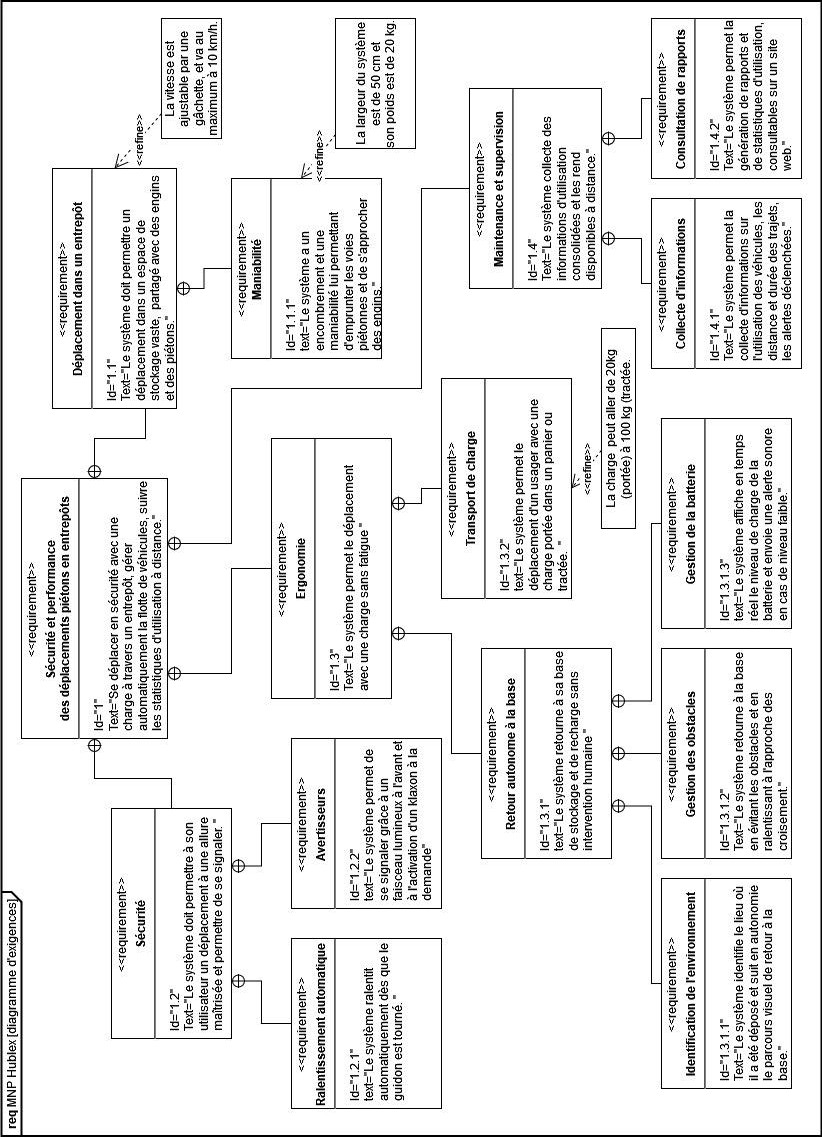 req MNP Hublex [diagramme d'exigences]
<<requirement>>
Sécurité et performance
des déplacements piétons en entrepôts
Id="1"
Text="Se déplacer en sécurité avec une
charge à travers un entrepôt, gérer
automatiquement la flotte de véhicules, suivre
les statistiques d'utilisation à distance."
<<requirement>>
Sécurité
Id="1.2"
Text="Le système doit permettre à son
utilisateur un déplacement à une allure
maîtrisée et permettre de se signaler."
<<requirement>>
Déplacement dans un entrepôt
Id="1.1"
Text="Le système doit permettre un
déplacement dans un espace de
stockage vaste, partagé avec des engins
et des piétons."
<<refine>>
La vitesse est
ajustable par une
gâchette, et va au
maximum à 10 km/h.
<<requirement>>
Maniabilité
Id="1.1.1"
text="Le système a un
encombrement et une
maniabilité lui permettant
d'emprunter les voies
piétonnes et de s'approcher
des engins."
<<refine>>
La largeur du système
est de 50 cm et
son poids est de 20 kg.
<<requirement>>
Ralentissement automatique
Id="1.2.1"
text="Le système ralentit
automatiquement dès que le
guidon est tourné. "
<<requirement>>
Avertisseurs
Id="1.2.2"
text="Le système permet de
se signaler grâce à un
faisceau lumineux à l'avant et
à l'activation d'un klaxon à la
demande"
<<requirement>>
Ergonomie
Id="1.3"
Text="Le système permet le déplacement
avec une charge sans fatigue "
<<requirement>>
Retour autonome à la base
Id="1.3.1"
text="Le système retourne à sa base
de stockage et de recharge sans
intervention humaine "
<<requirement>>
Transport de charge
Id="1.3.2"
text="Le système permet le
déplacement d'un usager avec une
charge portée dans un panier ou
tractée. "
<<refine>>
La charge peut aller de 20kg
(portée) à 100 kg (tractée.
<<requirement>>
Maintenance et supervision
Id="1.4"
Text="Le système collecte des
informations d'utilisation
consolidées et les rend
disponibles à distance."
<<requirement>>
Identification de l'environnement
Id="1.3.1.1"
Text="Le système identifie le lieu où
il a été déposé et suit en autonomie
le parcours visuel de retour à la
base."
<<requirement>>
Gestion des obstacles
Id="1.3.1.2"
Text="Le système retourne à la base
en évitant les obstacles et en
ralentissant à l'approche des
croisement."
<<requirement>>
Gestion de la batterie
Id="1.3.1.3"
text="Le système affiche en temps
réel le niveau de charge de la
batterie et envoie une alerte sonore
en cas de niveau faible."
<<requirement>>
Collecte d'informations
Id="1.4.1"
Text="Le système permet la
collecte d'informations sur
l'utilisation des véhicules, les
distance et durée des trajets,
les alertes déclenchées."
<<requirement>>
Consultation de rapports
Id="1.4.2"
Text="Le système permet la
génération de rapports et
de statistiques d'utilisation,
consultables sur un site
web."